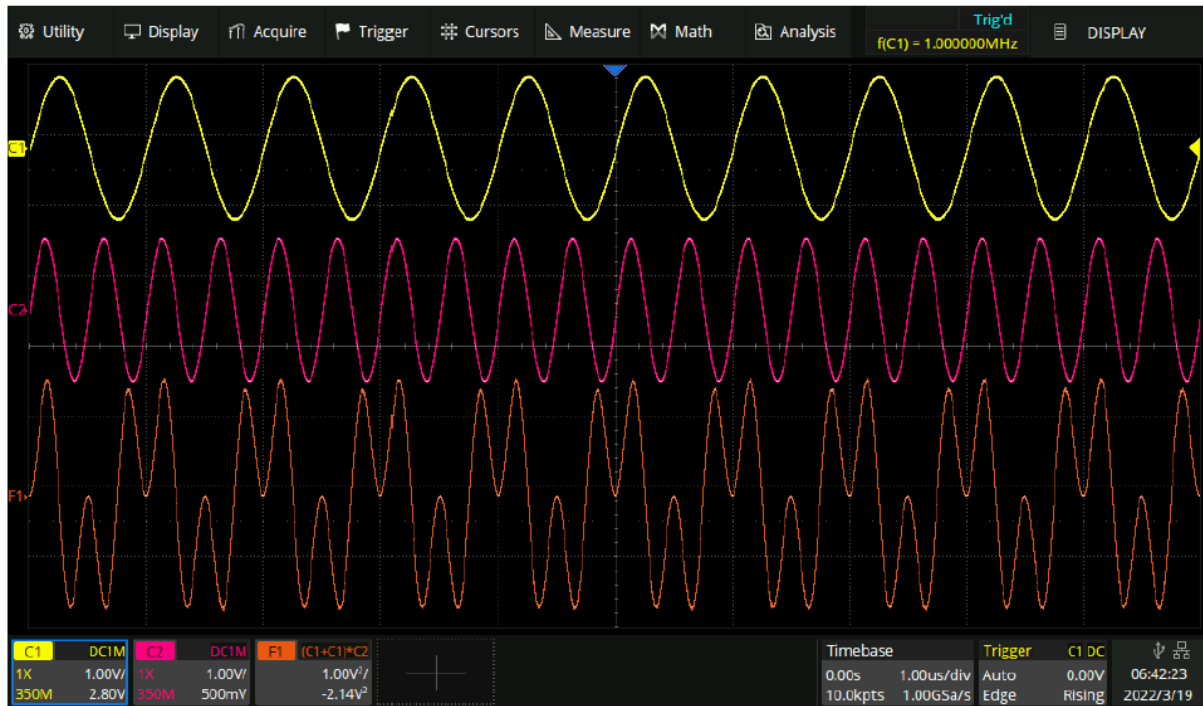 Utility Display Acquire Trigger Cursors Measure Math Analysis Trig'd DISPLAY
f(C1) = 1.000000MHz
C1
C2
F1
C1 DC1M C2 DC1M F1 (C1+C1)*C2 Timebase Trigger C1 DC
1X 1.00V/ 1X 1.00V/ 1.00V²/ 0.00s 1.00us/div Auto 0.00V 06:42:23
350M 2.80V 350M 500mV -2.14V² 10.0kpts 1.00GSa/s Edge Rising 2022/3/19